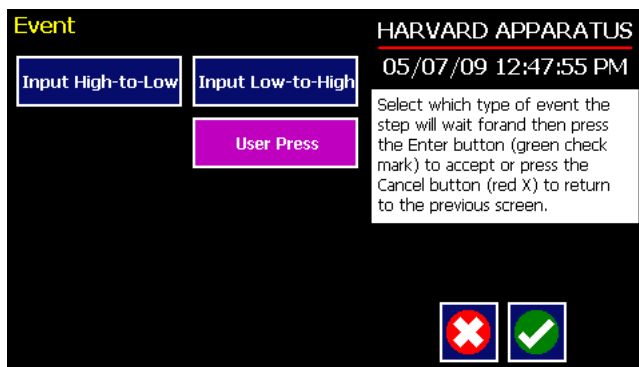 Event
Input High-to-Low
Input Low-to-High
User Press
HARVARD APPARATUS
05/07/09 12:47:55 PM
Select which type of event the
step will wait forand then press
the Enter button (green check
mark) to accept or press the
Cancel button (red X) to return
to the previous screen.